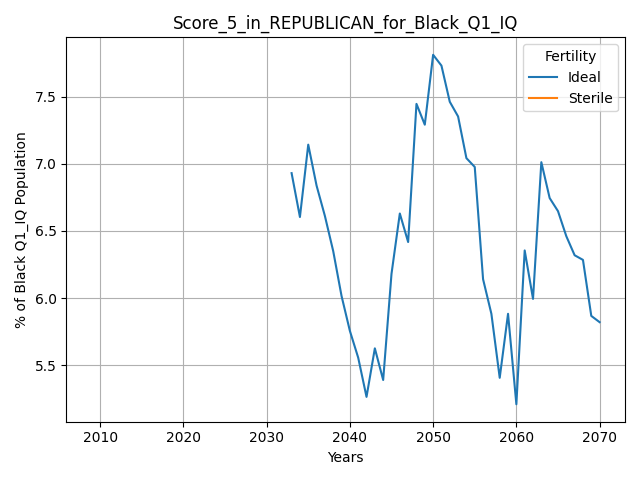 Score_5_in_REPUBLICAN_for_Black_Q1_IQ
Fertility
Ideal
Sterile
% of Black Q1_IQ Population
7.5
7.0
6.5
6.0
5.5
2010 2020 2030 2040 2050 2060 2070
Years